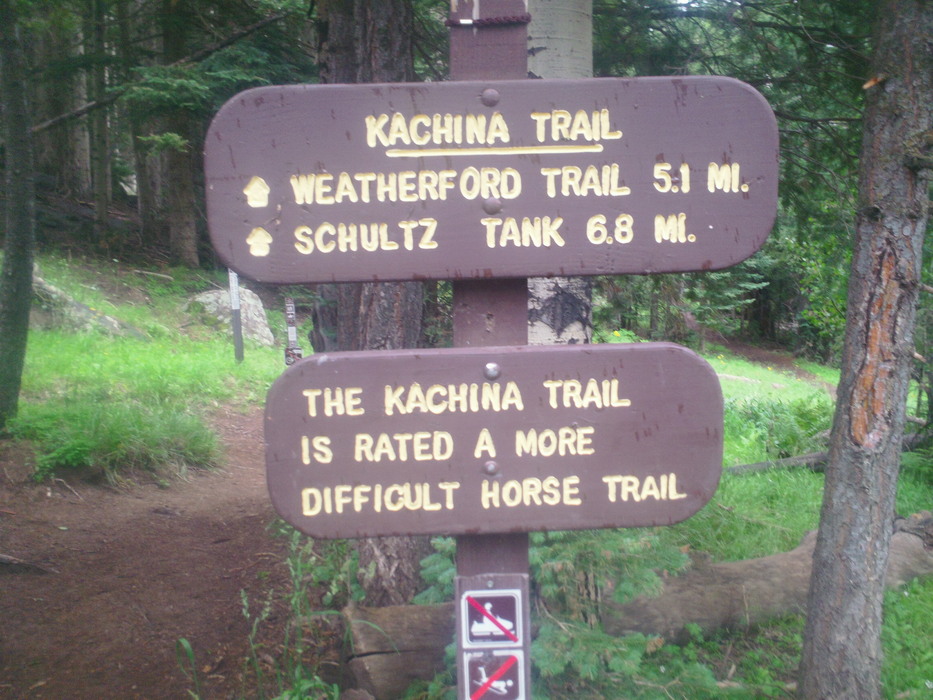 KACHINA TRAIL
WEATHERFORD TRAIL 5.1 MI.
SCHULTZ TANK 6.8 MI.
THE KACHINA TRAIL
IS RATED A MORE
DIFFICULT HORSE TRAIL